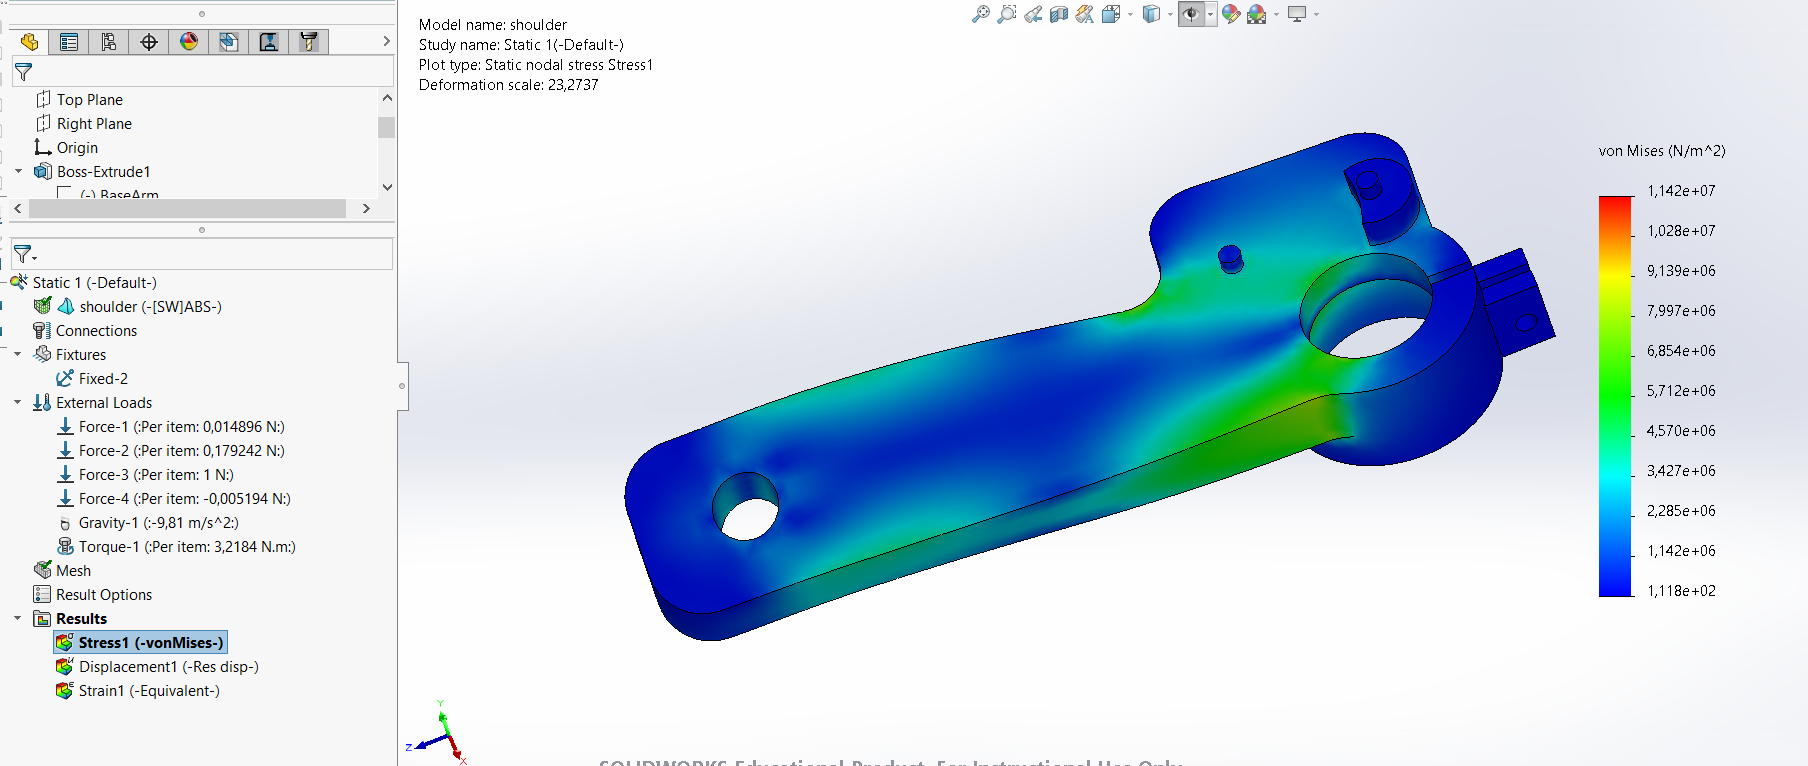 Top Plane
Right Plane
Origin
Boss-Extrude1
(-) BaseArm
Static 1 (-Default-)
shoulder (-[SW]ABS-)
Connections
Fixtures
Fixed-2
External Loads
Force-1 (:Per item: 0,014896 N:)
Force-2 (:Per item: 0,179242 N:)
Force-3 (:Per item: 1 N:)
Force-4 (:Per item: -0,005194 N:)
Gravity-1 (:-9,81 m/s^2:)
Torque-1 (:Per item: 3,2184 N.m:)
Mesh
Result Options
Results
Stress1 (-vonMises-)
Displacement1 (-Res disp-)
Strain1 (-Equivalent-)
Model name: shoulder
Study name: Static 1(-Default-)
Plot type: Static nodal stress Stress1
Deformation scale: 23,2737
von Mises (N/m^2)
1,142e+07
1,028e+07
9,139e+06
7,997e+06
6,854e+06
5,712e+06
4,570e+06
3,427e+06
2,285e+06
1,142e+06
1,118e+02
Y
Z
X
SOLIDWORKS Educational Product. For Instructional Use Only.